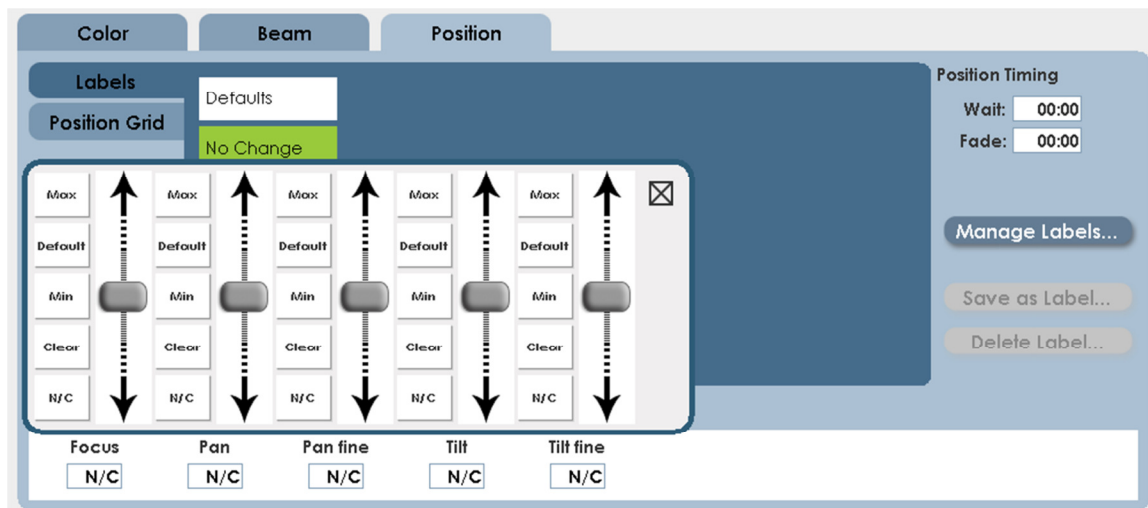 Color Beam Position
Labels
Position Grid
Defaults
No Change
Position Timing
Wait: 00:00
Fade: 00:00
Manage Labels...
Save as Label...
Delete Label...
Max Max Max Max Max
Default Default Default Default Default
Min Min Min Min Min
Clear Clear Clear Clear Clear
N/C N/C N/C N/C N/C
Focus Pan Pan fine Tilt Tilt fine
N/C N/C N/C N/C N/C